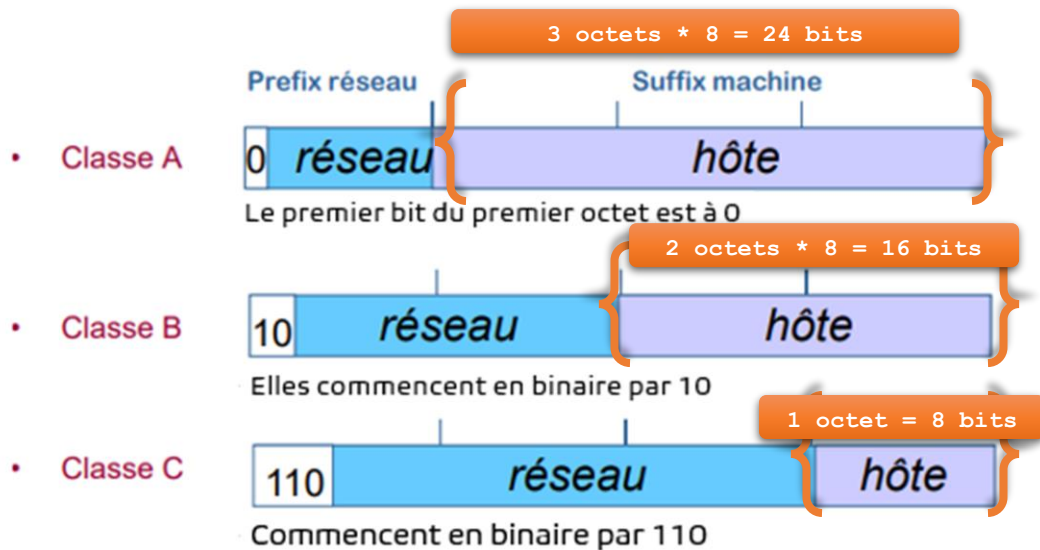 3 octets * 8 = 24 bits
Prefix réseau Suffix machine
• Classe A 0 réseau hôte
Le premier bit du premier octet est à 0
2 octets * 8 = 16 bits
• Classe B 10 réseau hôte
Elles commencent en binaire par 10
1 octet = 8 bits
• Classe C 110 réseau hôte
Commencent en binaire par 110